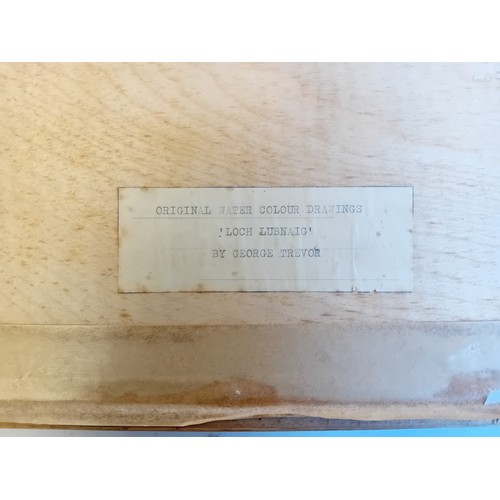 ORIGINAL WATER COLOUR DRAWINGS
'LOCH LUBNAIG'
BY GEORGE TREVOR